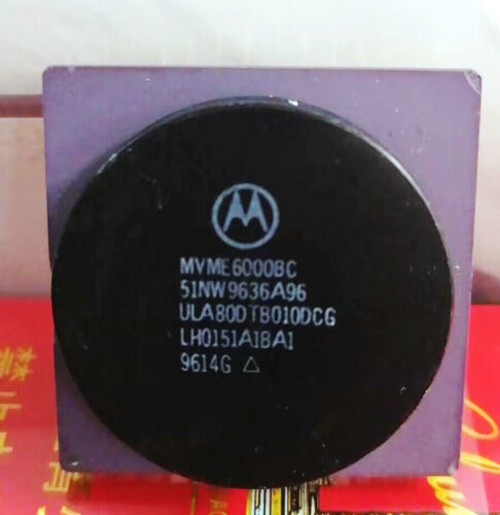 MVME6000BC
51NW9636A96
ULA80DTB010DCG
LH0151A1BA1
9614G △